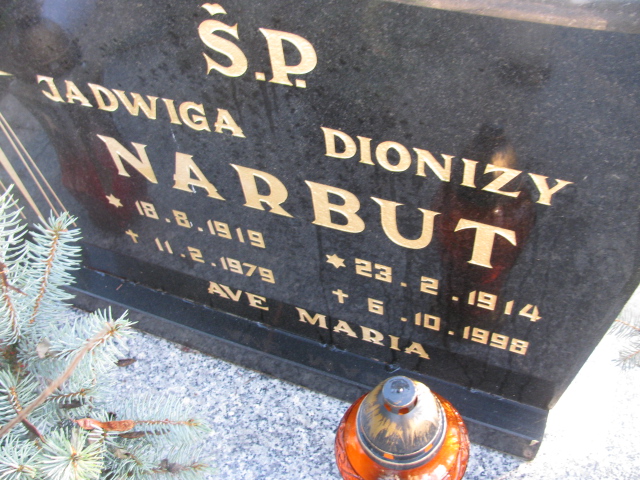 Ś.P.
JADWIGA DIONIZY
NARBUT
* 18.8.1919 * 23.2.1914
+ 11.2.1979 + 6.10.1998
AVE MARIA